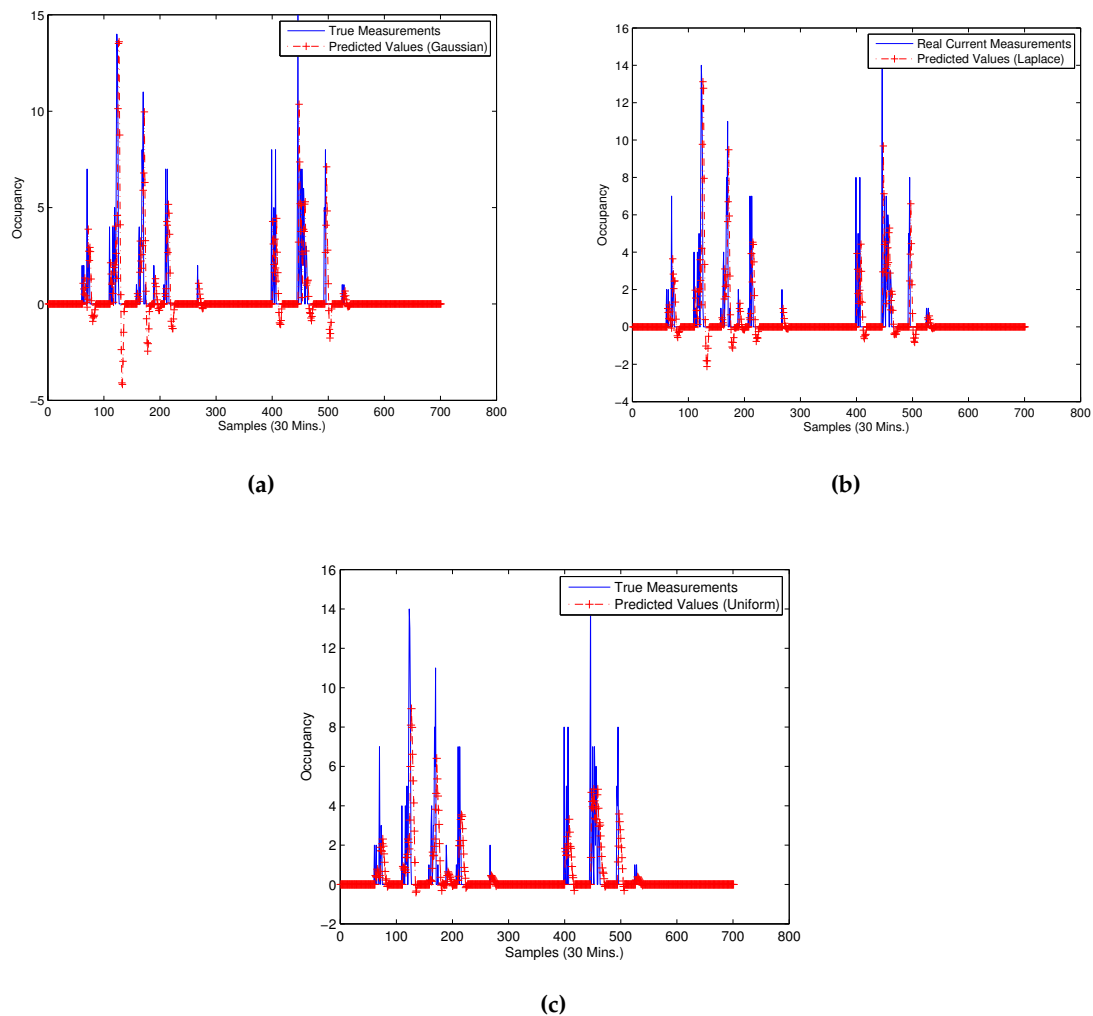 15
10
5
0
−5
0 100 200 300 400 500 600 700 800
Occupancy
Samples (30 Mins.)
True Measurements
Predicted Values (Gaussian)
(a)
16
14
12
10
8
6
4
2
0
−2
−4
0 100 200 300 400 500 600 700 800
Occupancy
Samples (30 Mins.)
Real Current Measurements
Predicted Values (Laplace)
(b)
16
14
12
10
8
6
4
2
0
−2
0 100 200 300 400 500 600 700 800
Occupancy
Samples (30 Mins.)
True Measurements
Predicted Values (Uniform)
(c)